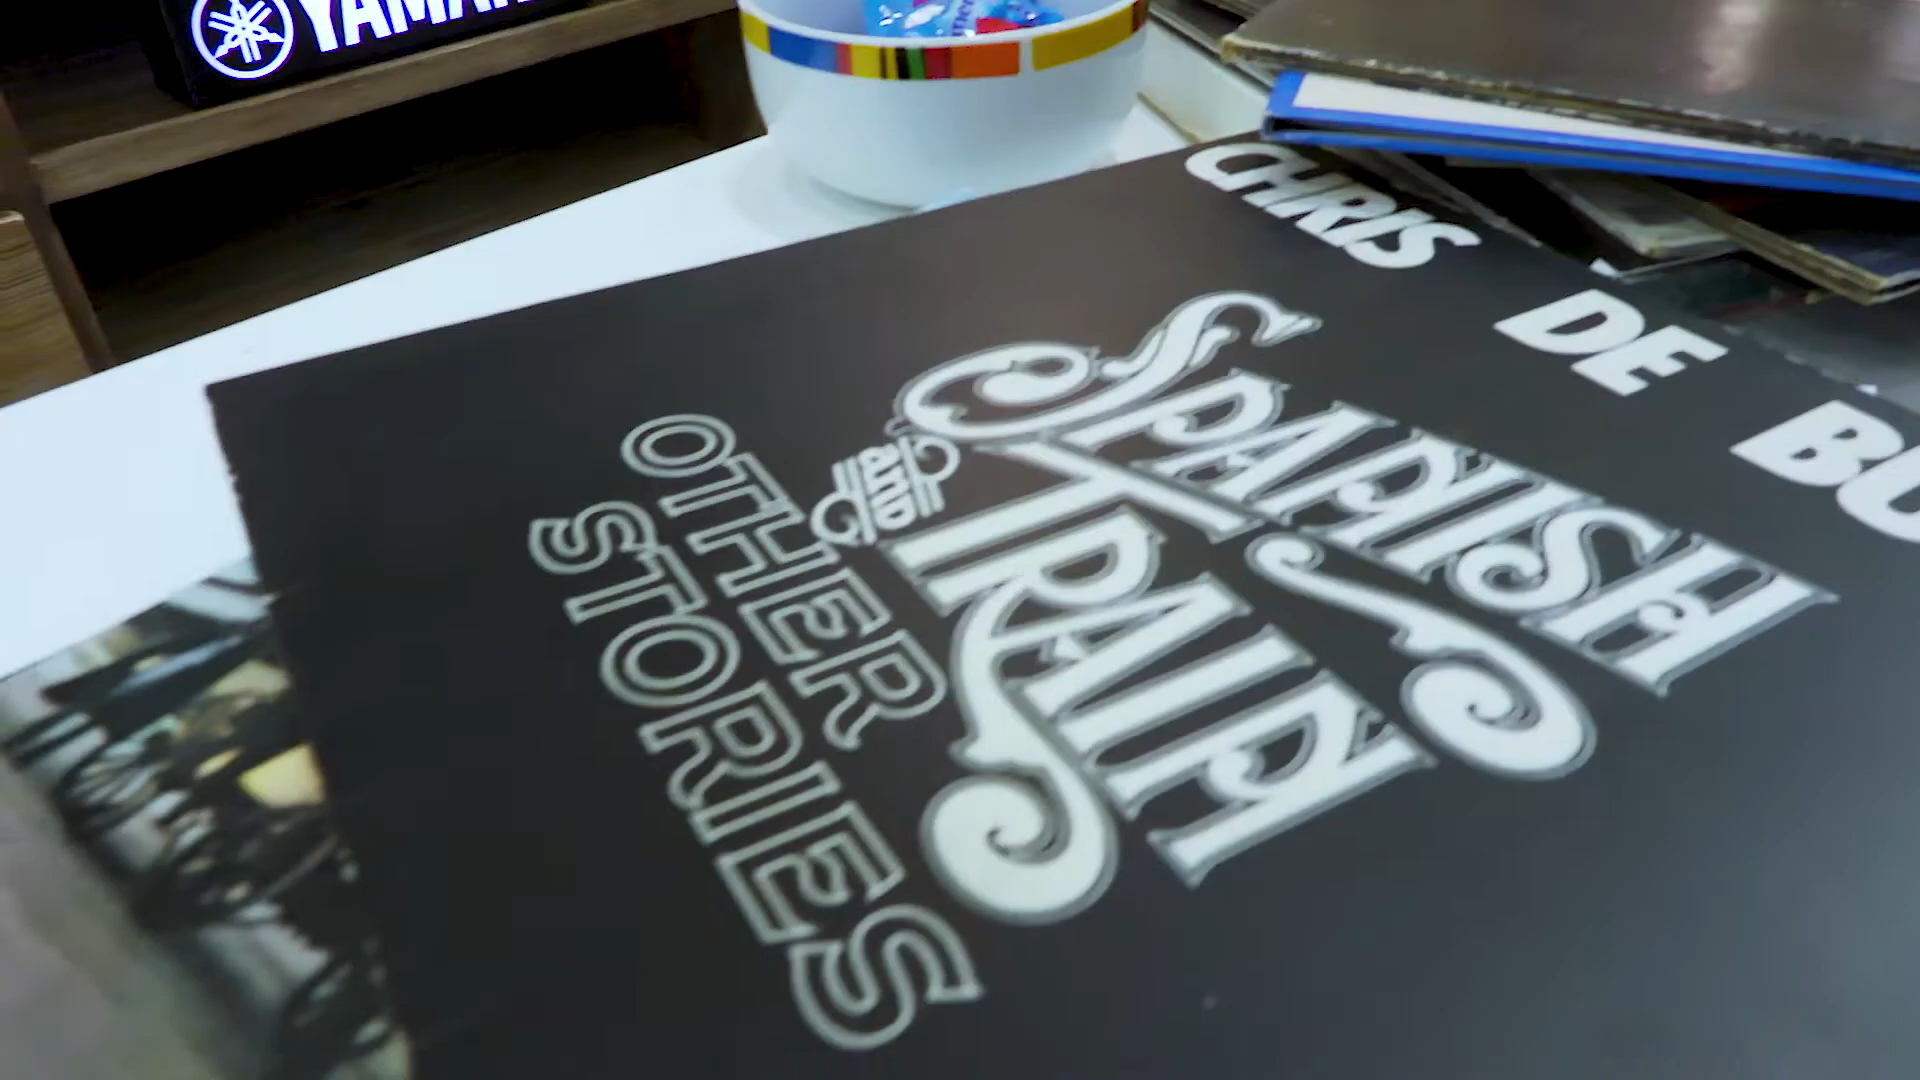 YAMA
CHRIS DE BU
SPANISH
TRAIN
and
OTHER
STORIES